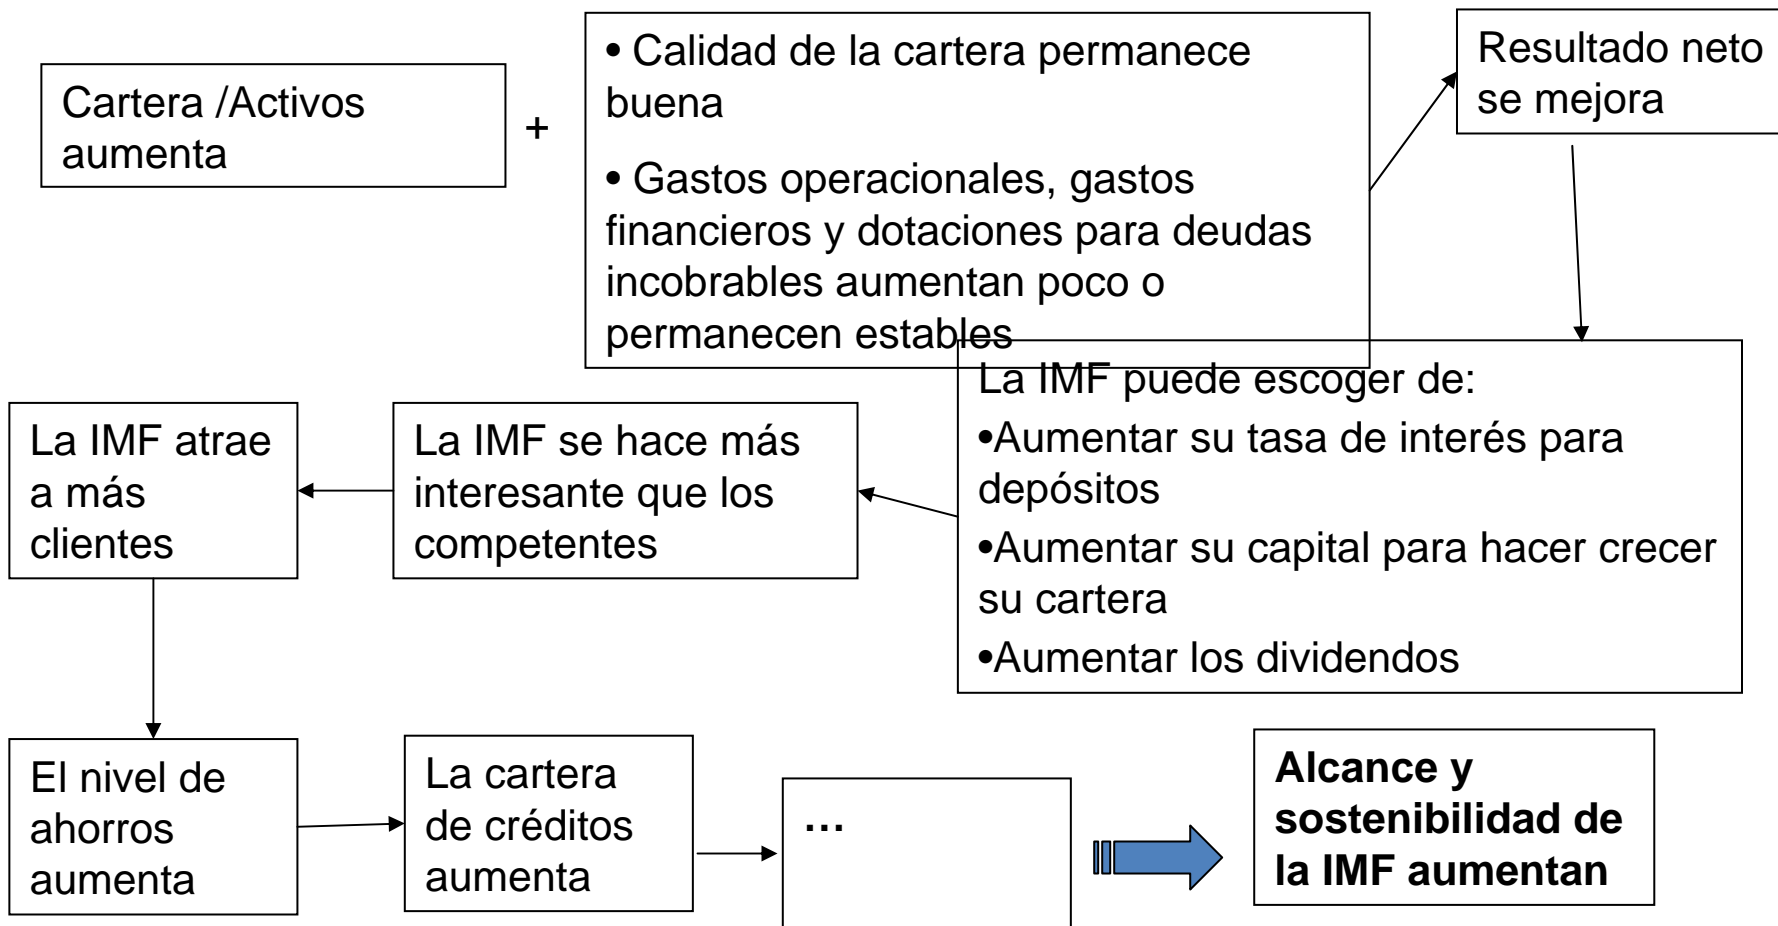 Cartera /Activos
aumenta
+
• Calidad de la cartera permanece
buena
• Gastos operacionales, gastos
financieros y dotaciones para deudas
incobrables aumentan poco o
permanecen estables
Resultado neto
se mejora
La IMF puede escoger de:
•Aumentar su tasa de interés para
depósitos
•Aumentar su capital para hacer crecer
su cartera
•Aumentar los dividendos
La IMF se hace más
interesante que los
competentes
La IMF atrae
a más
clientes
El nivel de
ahorros
aumenta
La cartera
de créditos
aumenta
…
Alcance y
sostenibilidad de
la IMF aumentan